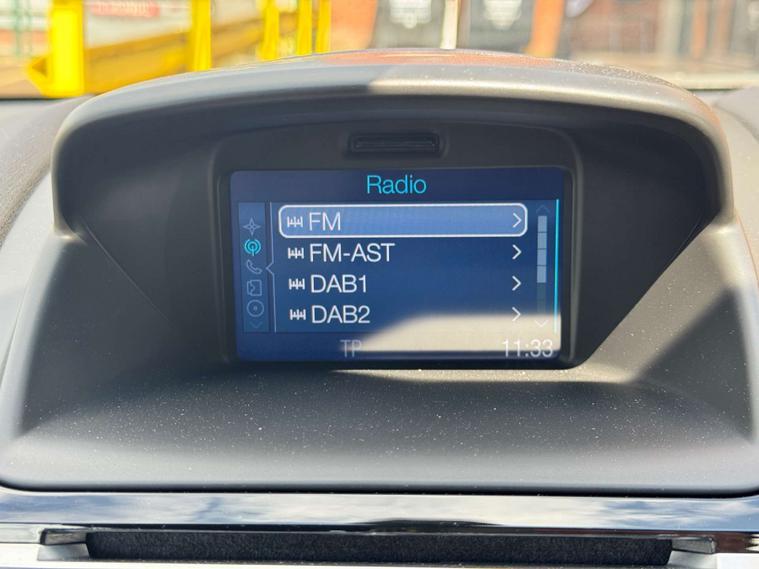 Radio
FM
FM-AST
DAB1
DAB2
TP
11:33